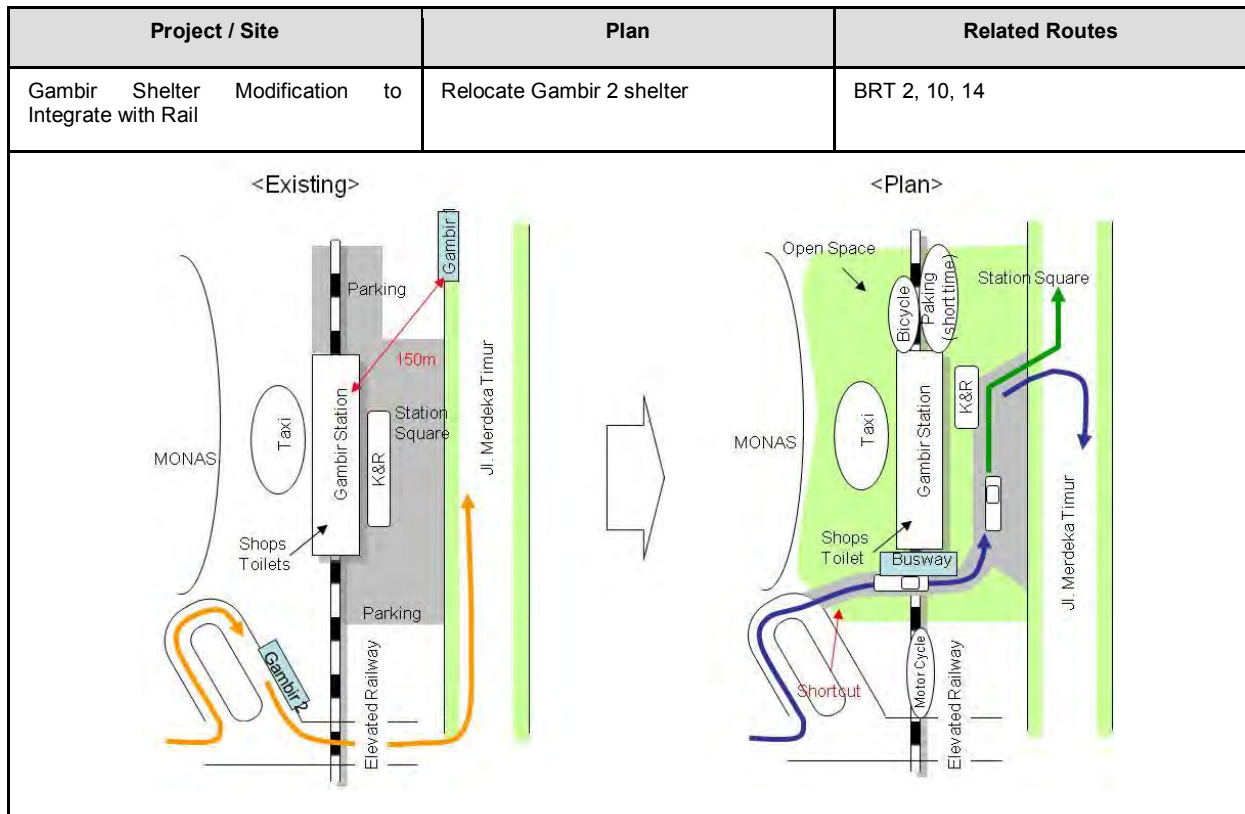 Project / Site
Plan
Related Routes
Gambir Shelter Modification to
Integrate with Rail
Relocate Gambir 2 shelter
BRT 2, 10, 14
<Existing>
Gambir 1
Parking
150m
MONAS
Taxi
Gambir Station
K&R
Station
Square
Jl. Merdeka Timur
Shops
Toilets
Parking
Gambir 2
Elevated Railway
<Plan>
Open Space
Bicycle
Paking
(short time)
Station Square
MONAS
Taxi
Gambir Station
K&R
Jl. Merdeka Timur
Shops
Toilet
Busway
Shortcut
Motor Cycle
Elevated Railway